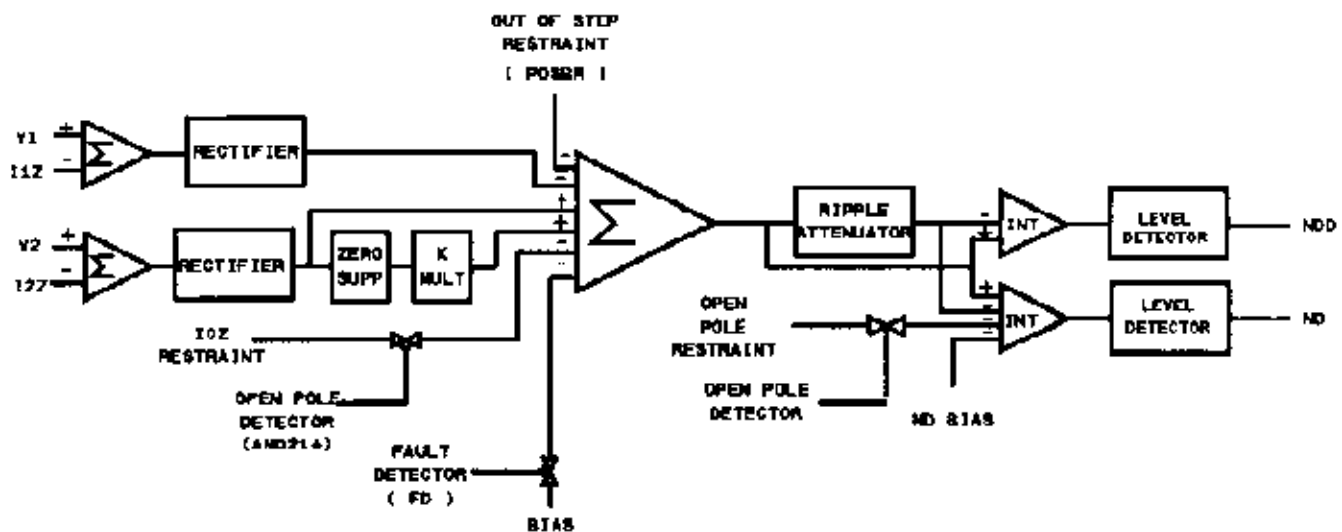 OUT OF STEP
RESTRAINT
( POSBM )
V1
+
-
I1Z
Σ
RECTIFIER
V2
+
-
I2Z
Σ
RECTIFIER
ZERO
SUPP
K
MULT
-
-
+
+
-
-
Σ
I0Z
RESTRAINT
OPEN POLE
DETECTOR
FAULT
DETECTOR
( FD )
BIAS
RIPPLE
ATTENUATOR
-
+
INT
LEVEL
DETECTOR
NDD
OPEN
POLE
RESTRAINT
OPEN POLE
DETECTOR
+
-
-
-
INT
LEVEL
DETECTOR
ND
ND BIAS